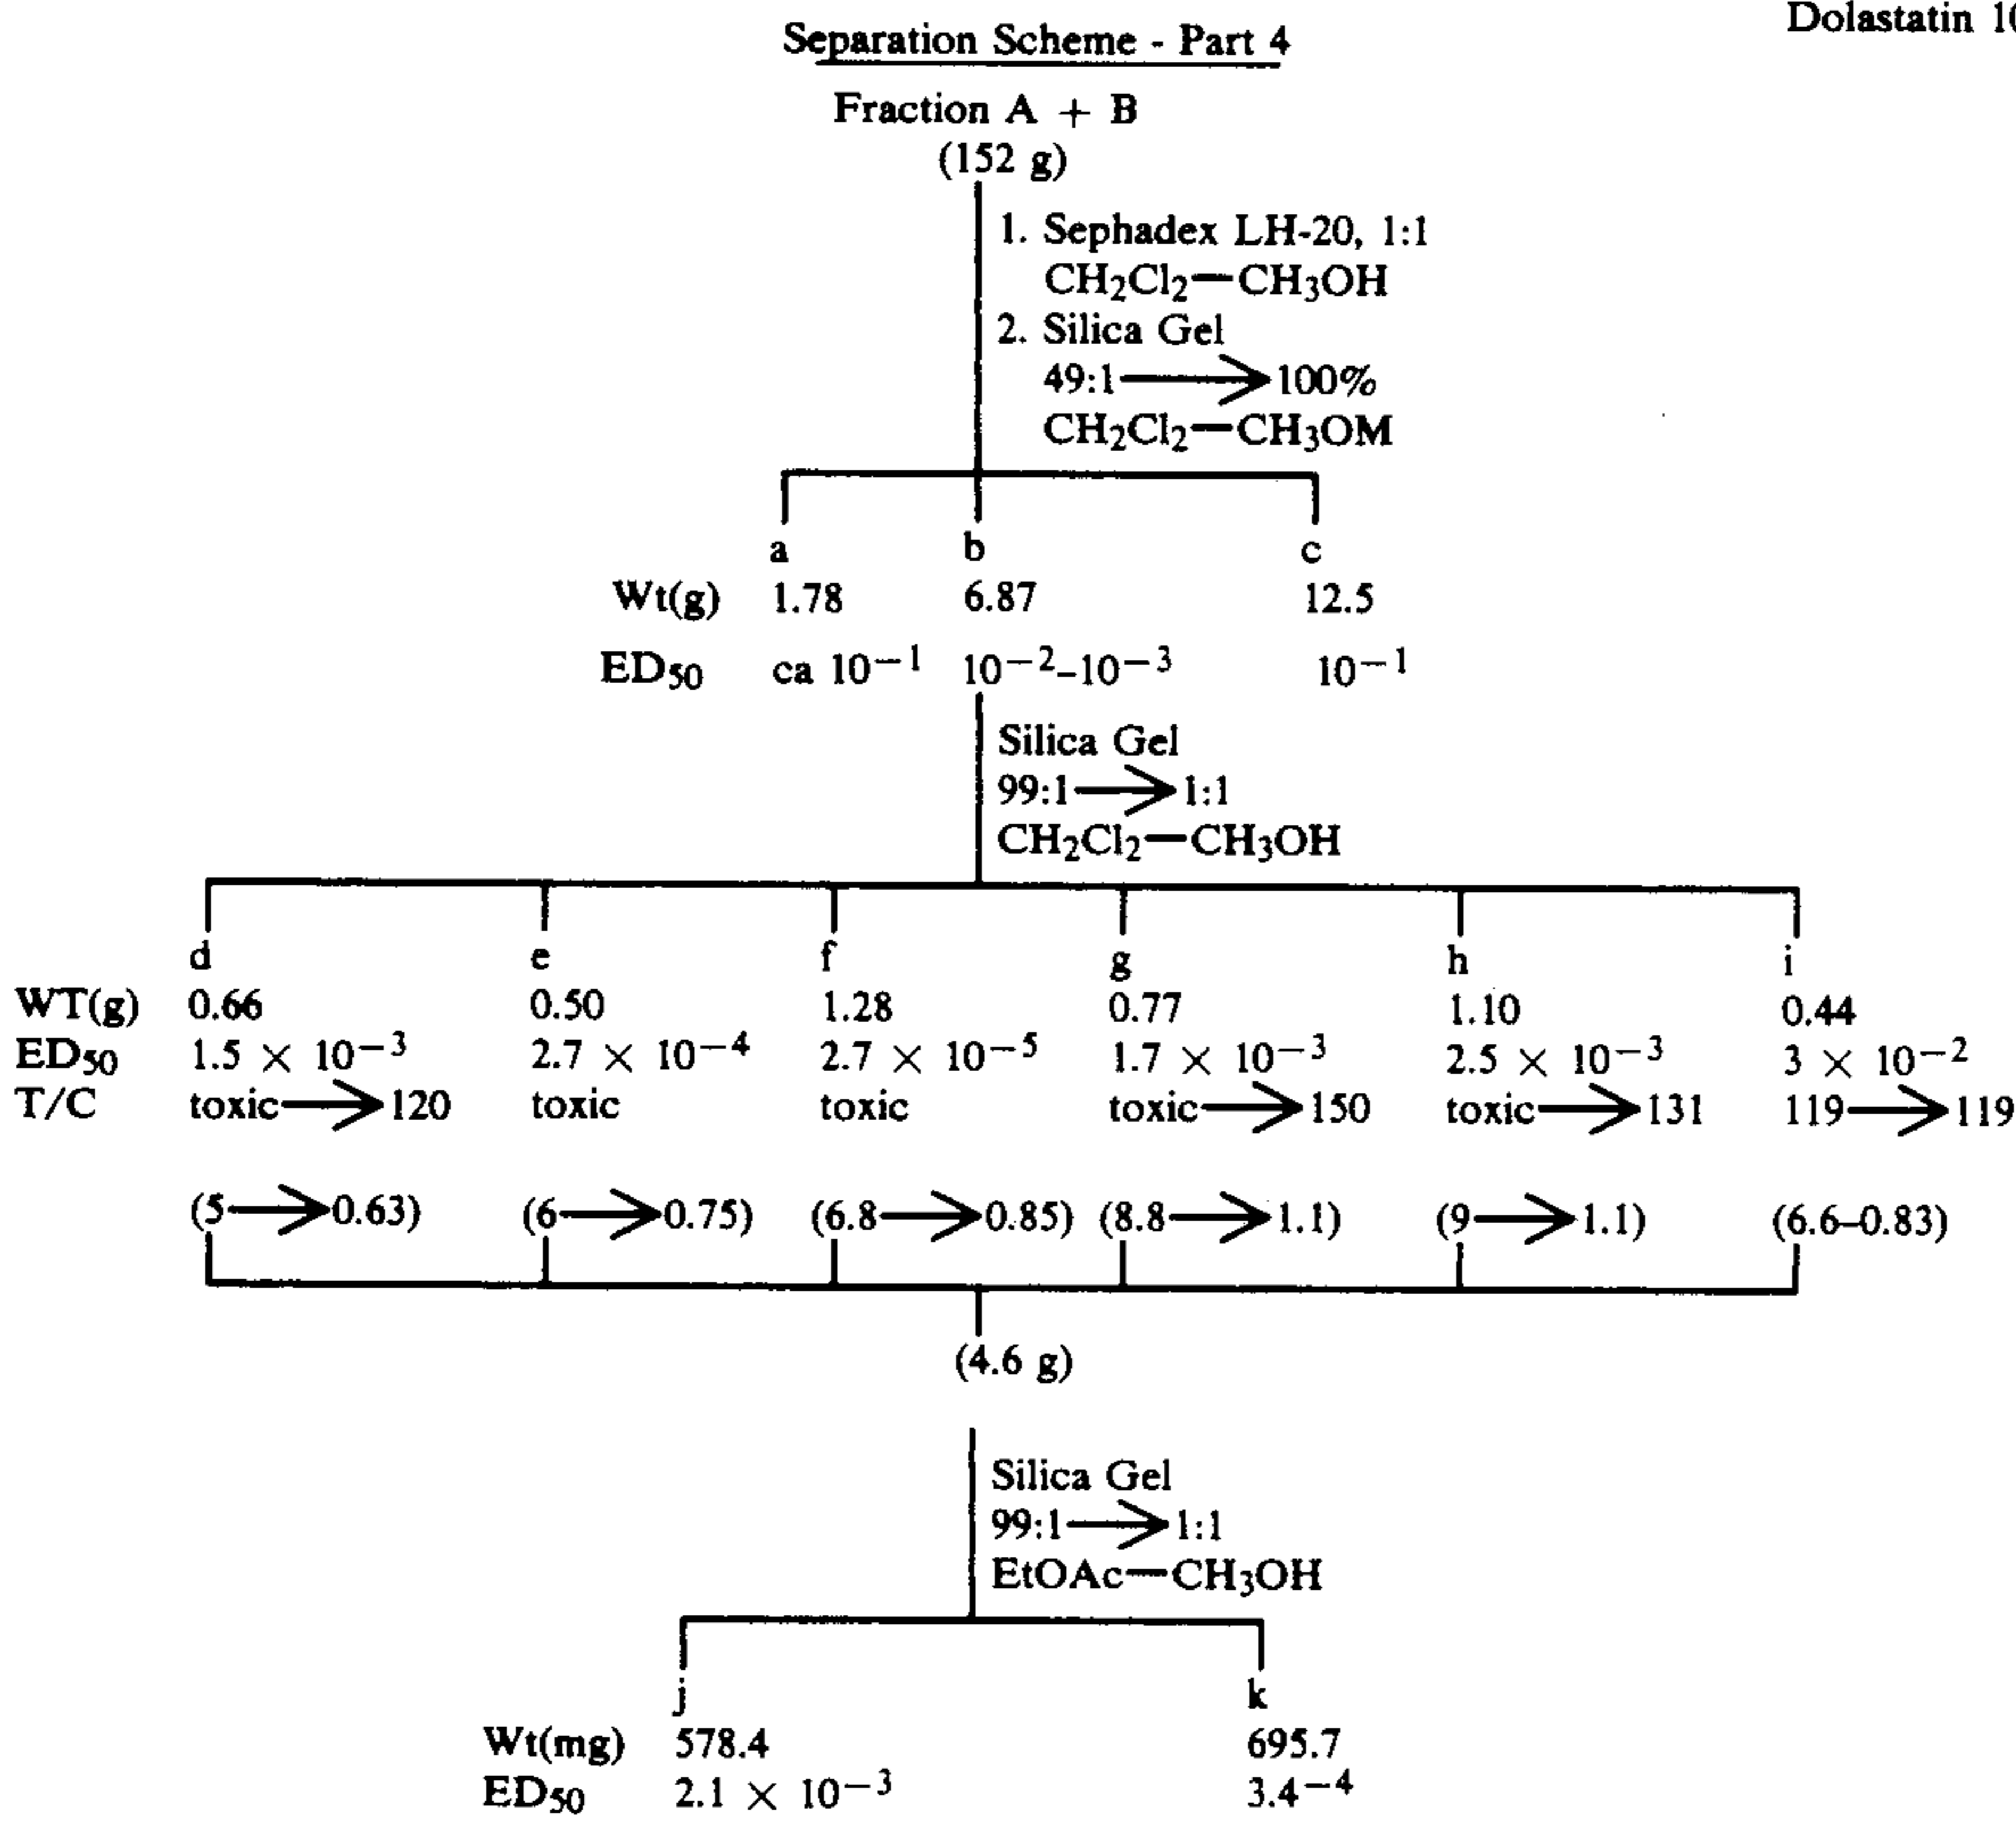 Dolastatin 10
Separation Scheme - Part 4
Fraction A + B
(152 g)
1. Sephadex LH-20, 1:1
CH₂Cl₂—CH₃OH
2. Silica Gel
49:1⟶100%
CH₂Cl₂—CH₃OM
a b c
Wt(g) 1.78 6.87 12.5
ED₅₀ ca 10⁻¹ 10⁻²–10⁻³ 10⁻¹
Silica Gel
99:1⟶1:1
CH₂Cl₂—CH₃OH
d e f g h i
WT(g) 0.66 0.50 1.28 0.77 1.10 0.44
ED₅₀ 1.5 × 10⁻³ 2.7 × 10⁻⁴ 2.7 × 10⁻⁵ 1.7 × 10⁻³ 2.5 × 10⁻³ 3 × 10⁻²
T/C toxic⟶120 toxic toxic toxic⟶150 toxic⟶131 119⟶119
(5⟶0.63) (6⟶0.75) (6.8⟶0.85) (8.8⟶1.1) (9⟶1.1) (6.6–0.83)
(4.6 g)
Silica Gel
99:1⟶1:1
EtOAc—CH₃OH
j k
Wt(mg) 578.4 695.7
ED₅₀ 2.1 × 10⁻³ 3.4⁻⁴